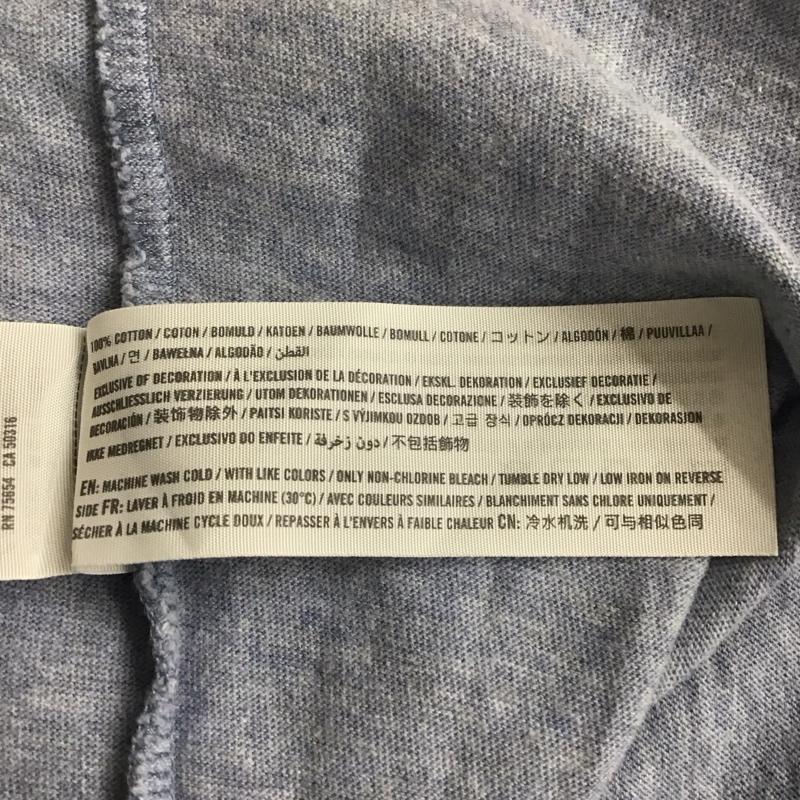 100% COTTON / COTON / BOMULD / KATOEN / BAUMWOLLE / BOMULL / COTONE / コットン / ALGODÓN / 棉 / PUUVILLAA /
BAVLNA / 면 / BAWEŁNA / ALGODÃO / القطن
EXCLUSIVE OF DECORATION / À L'EXCLUSION DE LA DÉCORATION / EKSKL. DEKORATION / EXCLUSIEF DECORATIE /
AUSSCHLIESSLICH VERZIERUNG / UTOM DEKORATIONEN / ESCLUSA DECORAZIONE / 装飾を除く / EXCLUSIVO DE
DECORACIÓN / 装饰物除外 / PAITSI KORISTE / S VÝJIMKOU OZDOB / 고급 장식 / OPRÓCZ DEKORACJI / DEKORASJON
IKKE MEDREGNET / EXCLUSIVO DO ENFEITE / دون زخرفة / 不包括飾物
EN: MACHINE WASH COLD / WITH LIKE COLORS / ONLY NON-CHLORINE BLEACH / TUMBLE DRY LOW / LOW IRON ON REVERSE
SIDE FR: LAVER À FROID EN MACHINE (30°C) / AVEC COULEURS SIMILAIRES / BLANCHIMENT SANS CHLORE UNIQUEMENT /
SÉCHER À LA MACHINE CYCLE DOUX / REPASSER À L'ENVERS À FAIBLE CHALEUR CN: 冷水机洗 / 可与相似色同
RN 75654 CA 50316